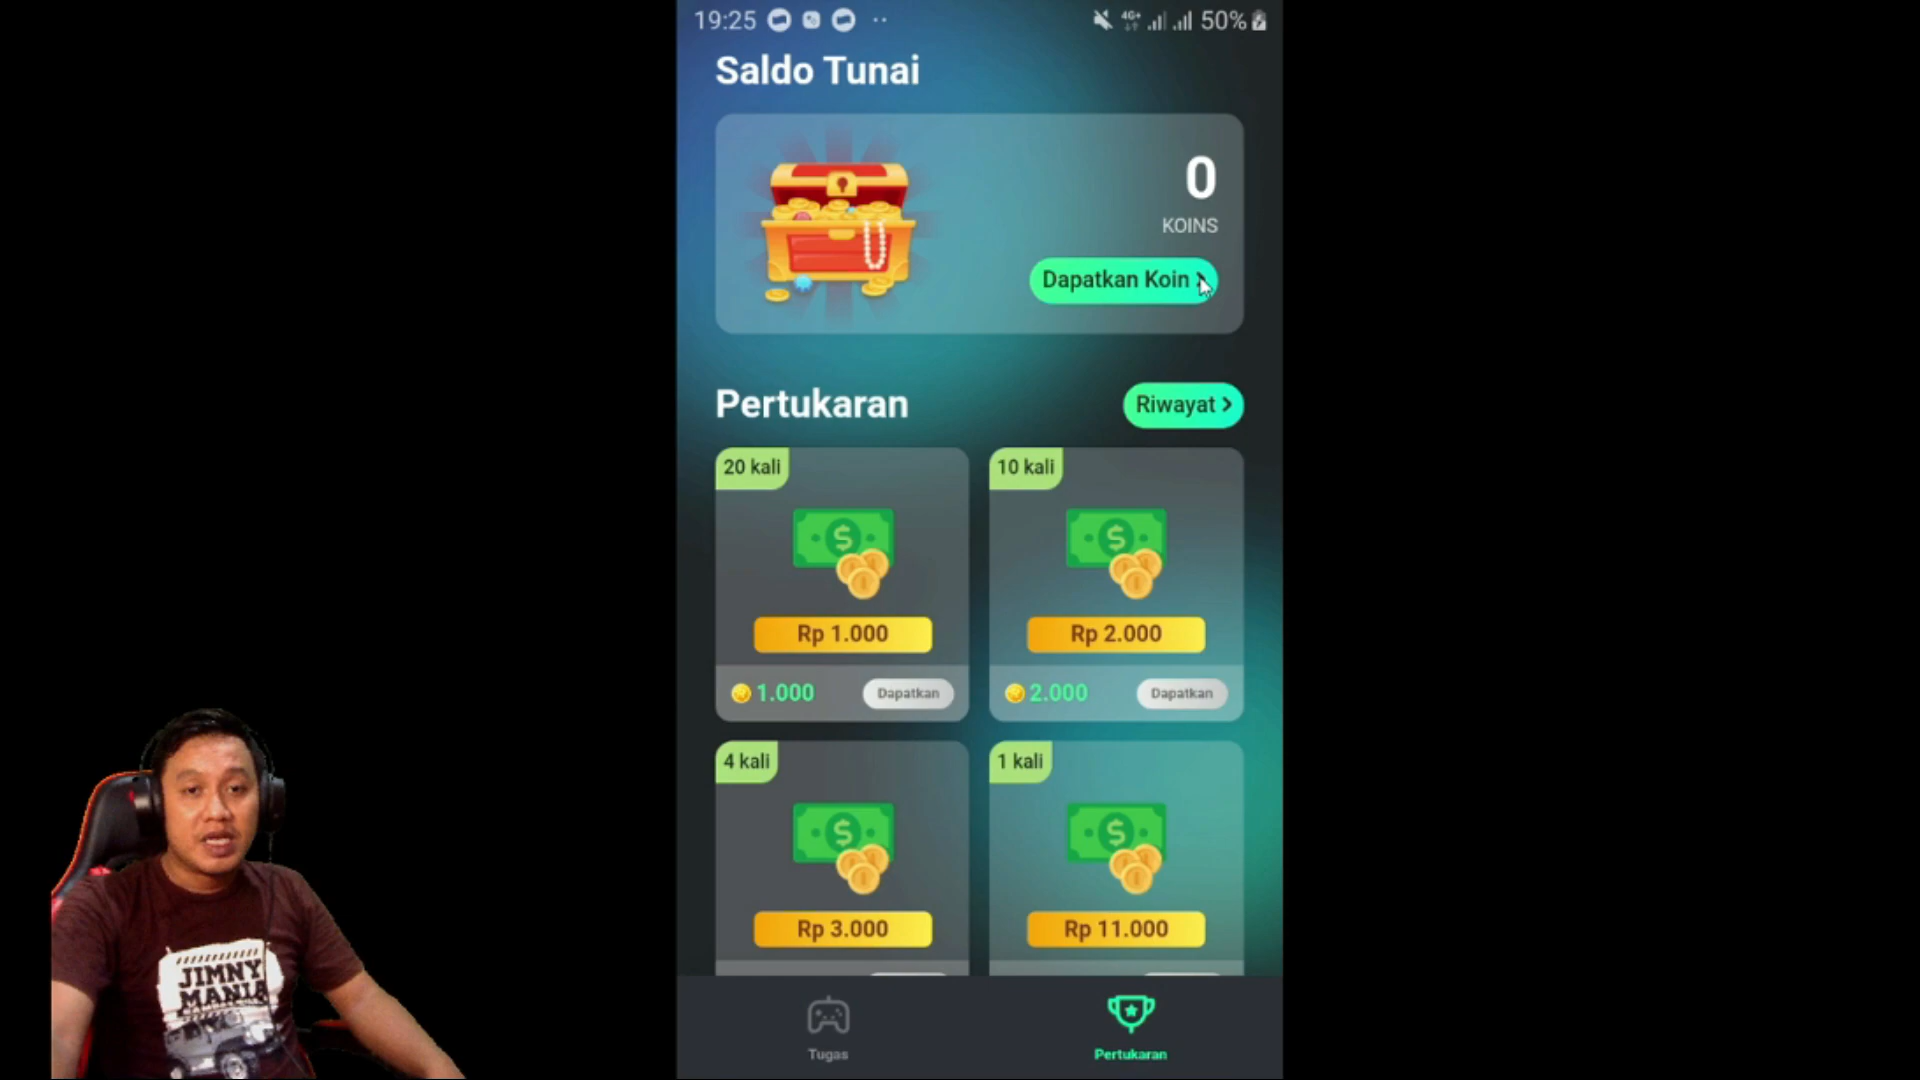 19:25
4G+
50%
Saldo Tunai
0
KOINS
Dapatkan Koin
Pertukaran
Riwayat
20 kali
10 kali
Rp 1.000
Rp 2.000
1.000
Dapatkan
2.000
Dapatkan
4 kali
1 kali
Rp 3.000
Rp 11.000
JIMNY
MANIA
Tugas
Pertukaran